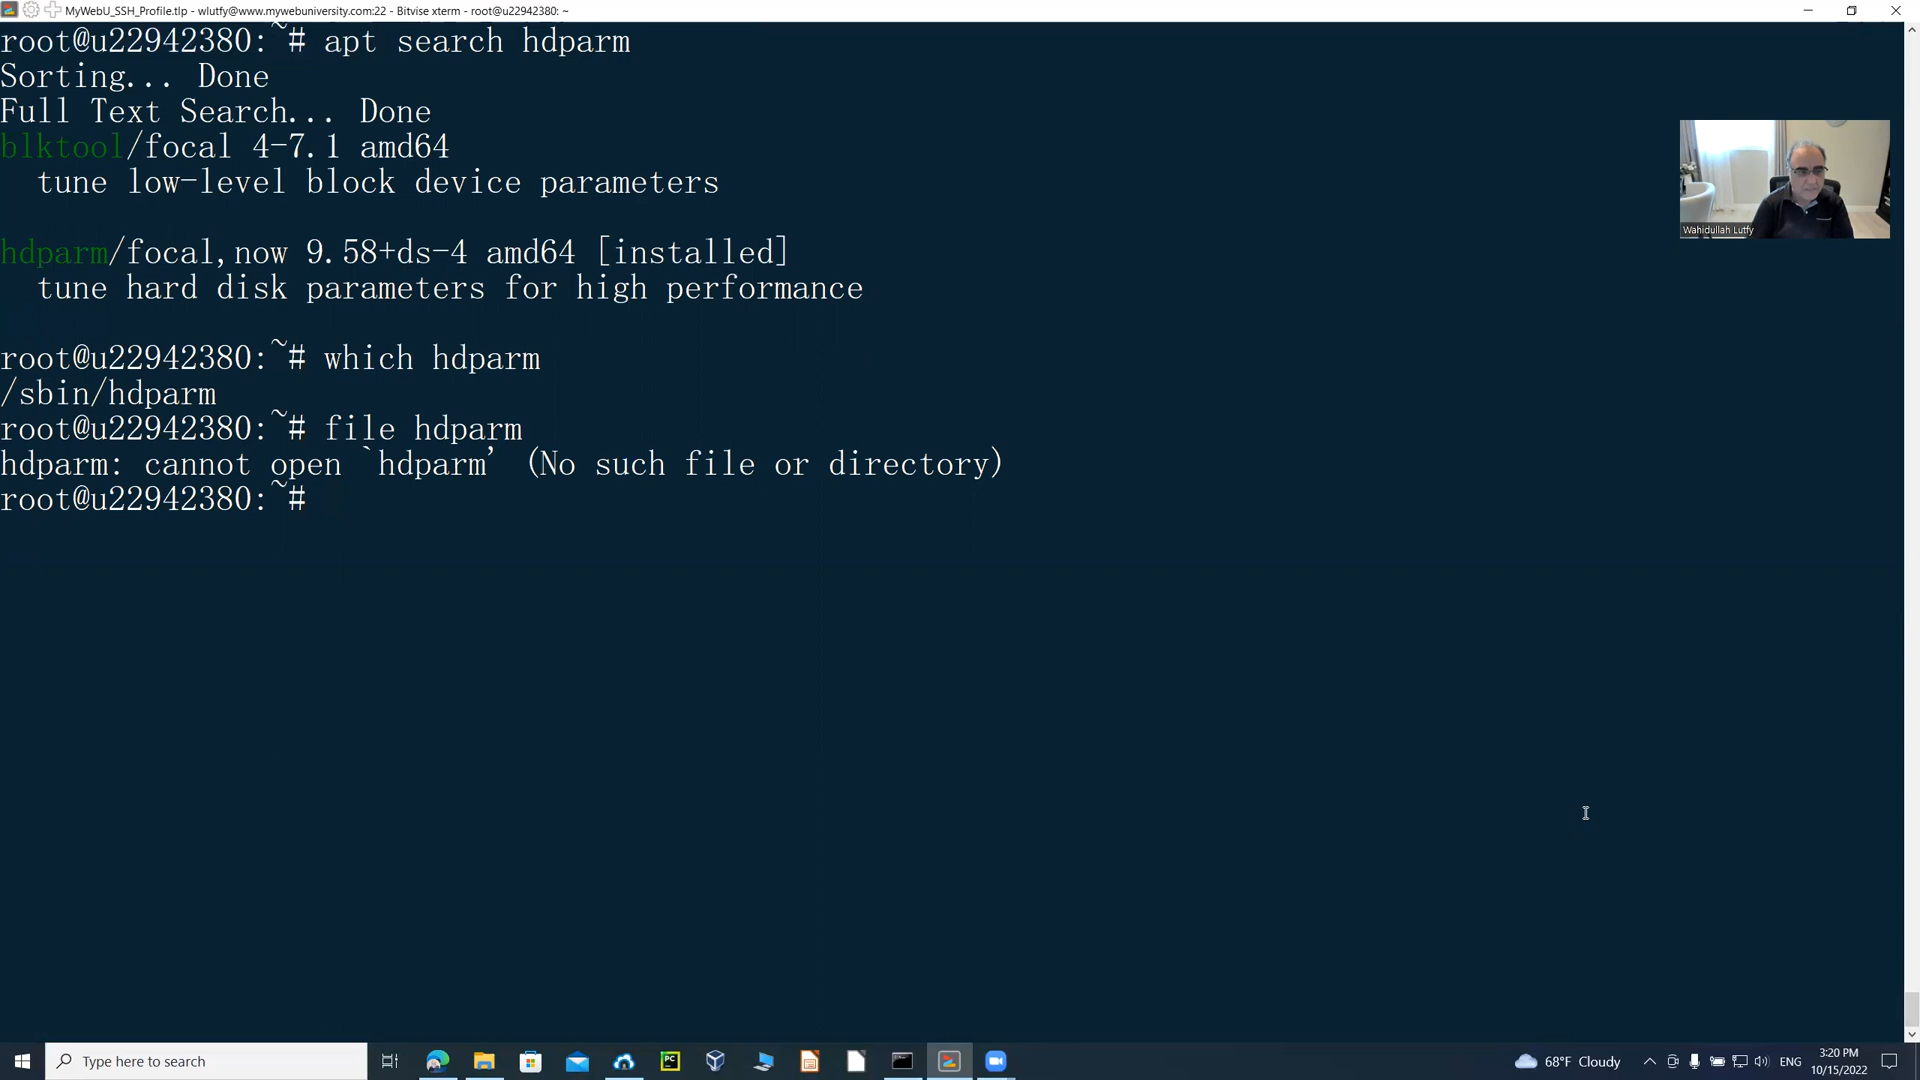 MyWebU_SSH_Profile.tlp - wlutfy@www.mywebuniversity.com:22 - Bitvise xterm - root@u22942380: ~
root@u22942380:~# apt search hdparm
Sorting... Done
Full Text Search... Done
blktool/focal 4-7.1 amd64
  tune low-level block device parameters
hdparm/focal,now 9.58+ds-4 amd64 [installed]
  tune hard disk parameters for high performance
root@u22942380:~# which hdparm
/sbin/hdparm
root@u22942380:~# file hdparm
hdparm: cannot open `hdparm' (No such file or directory)
root@u22942380:~#
Wahidullah Lutfy
Type here to search
PC
68°F Cloudy
ENG
3:20 PM
10/15/2022